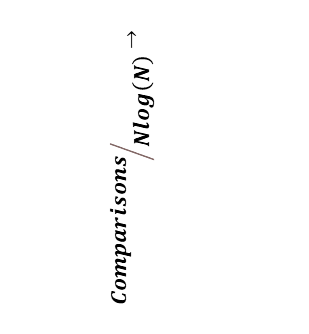 Comparisons / Nlog(N) →